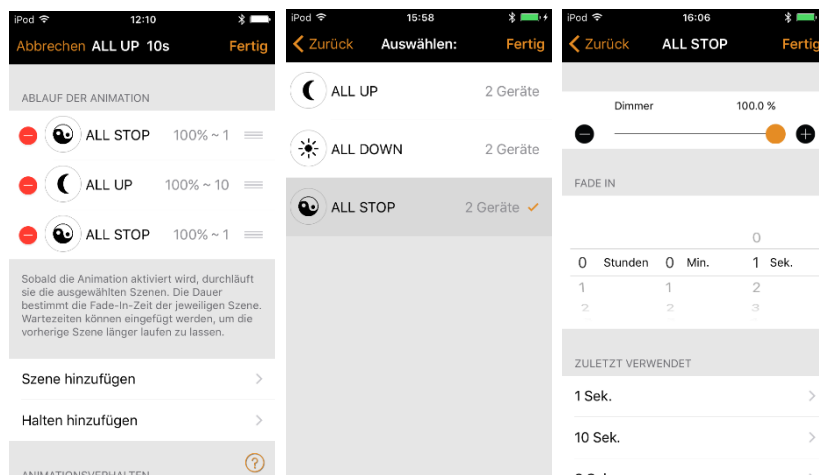 iPod 12:10
Abbrechen ALL UP 10s Fertig
ABLAUF DER ANIMATION
ALL STOP 100% ~ 1
ALL UP 100% ~ 10
ALL STOP 100% ~ 1
Sobald die Animation aktiviert wird, durchläuft
sie die ausgewählten Szenen. Die Dauer
bestimmt die Fade-In-Zeit der jeweiligen Szene.
Wartezeiten können eingefügt werden, um die
vorherige Szene länger laufen zu lassen.
Szene hinzufügen
Halten hinzufügen
?
ANIMATIONSVERHALTEN
iPod 15:58
Zurück Auswählen: Fertig
ALL UP 2 Geräte
ALL DOWN 2 Geräte
ALL STOP 2 Geräte
iPod 16:06
Zurück ALL STOP Fertig
Dimmer 100.0 %
FADE IN
0
0 Stunden 0 Min. 1 Sek.
1 1 2
2 2 3
ZULETZT VERWENDET
1 Sek.
10 Sek.